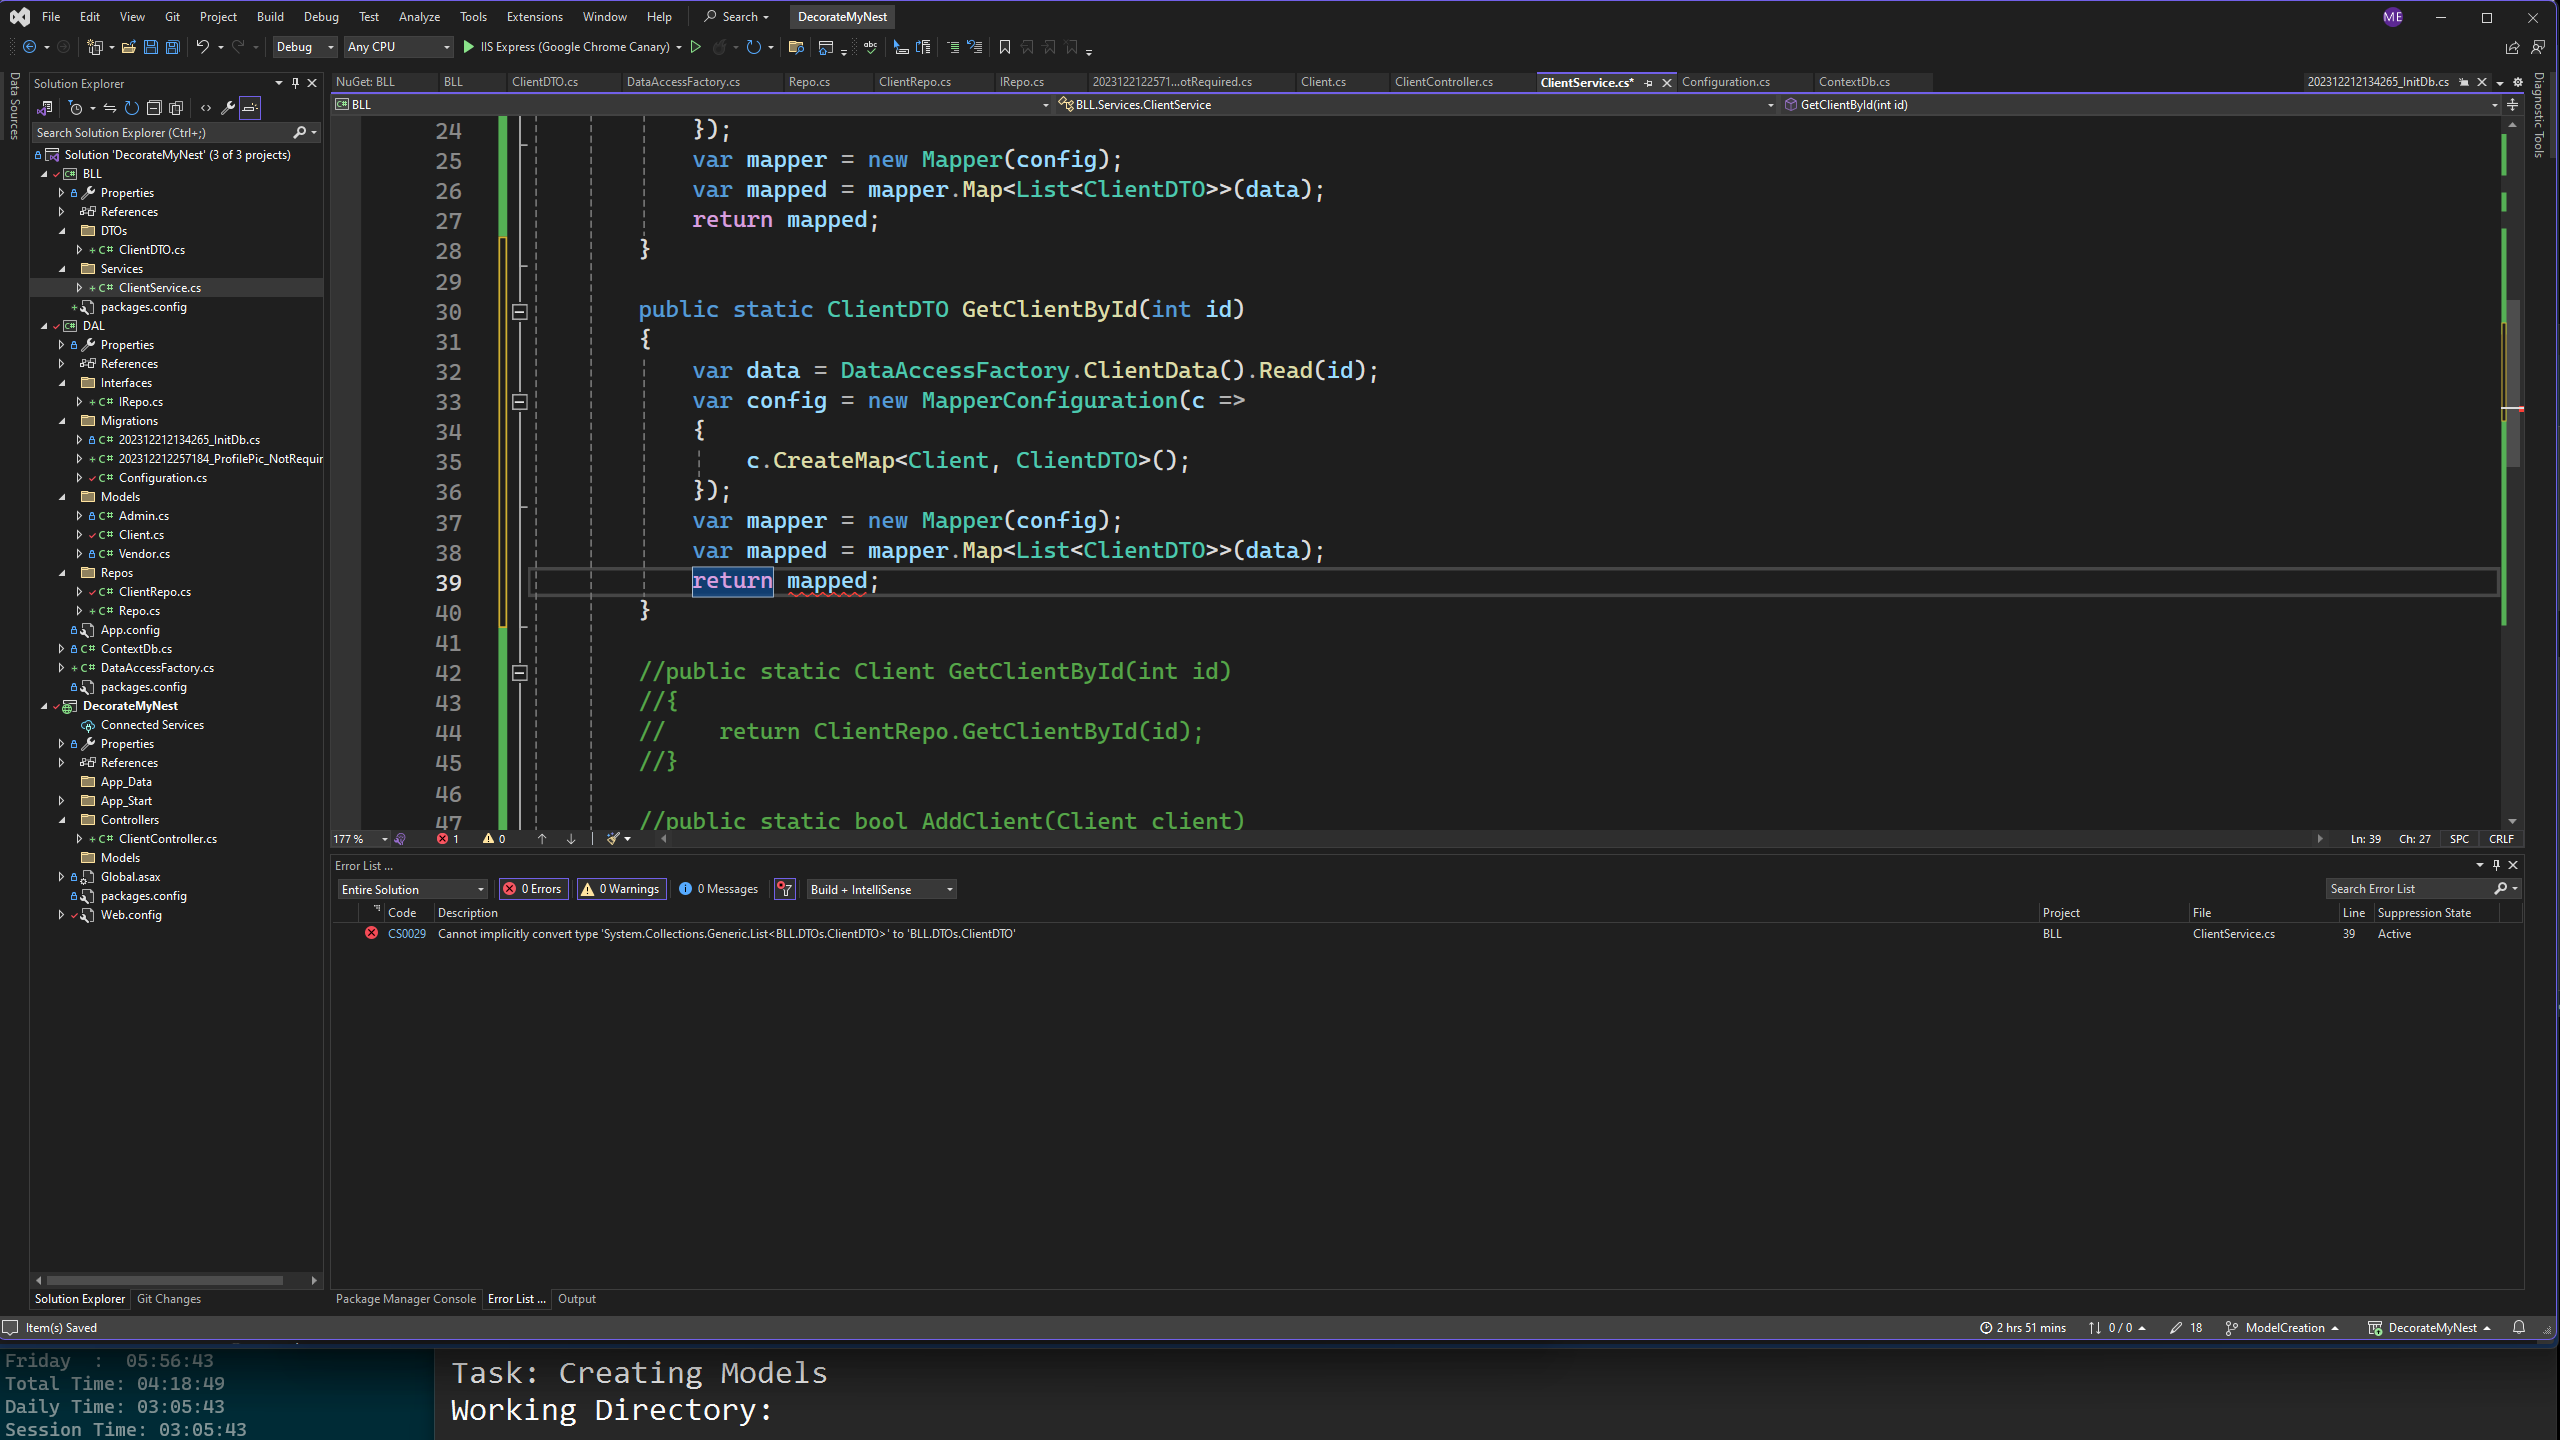 File Edit View Git Project Build Debug Test Analyze Tools Extensions Window Help Search DecorateMyNest ME
Debug Any CPU IIS Express (Google Chrome Canary)
Data Sources
Solution Explorer
Search Solution Explorer (Ctrl+;)
Solution 'DecorateMyNest' (3 of 3 projects)
BLL
Properties
References
DTOs
C# ClientDTO.cs
Services
C# ClientService.cs
packages.config
DAL
Properties
References
Interfaces
C# IRepo.cs
Migrations
C# 202312212134265_InitDb.cs
C# 202312212257184_ProfilePic_NotRequir
C# Configuration.cs
Models
C# Admin.cs
C# Client.cs
C# Vendor.cs
Repos
C# ClientRepo.cs
C# Repo.cs
App.config
C# ContextDb.cs
C# DataAccessFactory.cs
packages.config
DecorateMyNest
Connected Services
Properties
References
App_Data
App_Start
Controllers
C# ClientController.cs
Models
Global.asax
packages.config
Web.config
Solution Explorer Git Changes
NuGet: BLL BLL ClientDTO.cs DataAccessFactory.cs Repo.cs ClientRepo.cs IRepo.cs 2023122122571...otRequired.cs Client.cs ClientController.cs ClientService.cs* Configuration.cs ContextDb.cs 202312212134265_InitDb.cs
C# BLL BLL.Services.ClientService GetClientById(int id)
24 });
25 var mapper = new Mapper(config);
26 var mapped = mapper.Map<List<ClientDTO>>(data);
27 return mapped;
28 }
29
30 public static ClientDTO GetClientById(int id)
31 {
32 var data = DataAccessFactory.ClientData().Read(id);
33 var config = new MapperConfiguration(c =>
34 {
35 c.CreateMap<Client, ClientDTO>();
36 });
37 var mapper = new Mapper(config);
38 var mapped = mapper.Map<List<ClientDTO>>(data);
39 return mapped;
40 }
41
42 //public static Client GetClientById(int id)
43 //{
44 // return ClientRepo.GetClientById(id);
45 //}
46
47 //public static bool AddClient(Client client)
177 % 1 0 Ln: 39 Ch: 27 SPC CRLF
Diagnostic Tools
Error List ...
Entire Solution 0 Errors 0 Warnings 0 Messages Build + IntelliSense Search Error List
Code Description Project File Line Suppression State
CS0029 Cannot implicitly convert type 'System.Collections.Generic.List<BLL.DTOs.ClientDTO>' to 'BLL.DTOs.ClientDTO' BLL ClientService.cs 39 Active
Package Manager Console Error List ... Output
Item(s) Saved 2 hrs 51 mins 0 / 0 18 ModelCreation DecorateMyNest
Friday : 05:56:43
Total Time: 04:18:49
Daily Time: 03:05:43
Session Time: 03:05:43
Task: Creating Models
Working Directory: